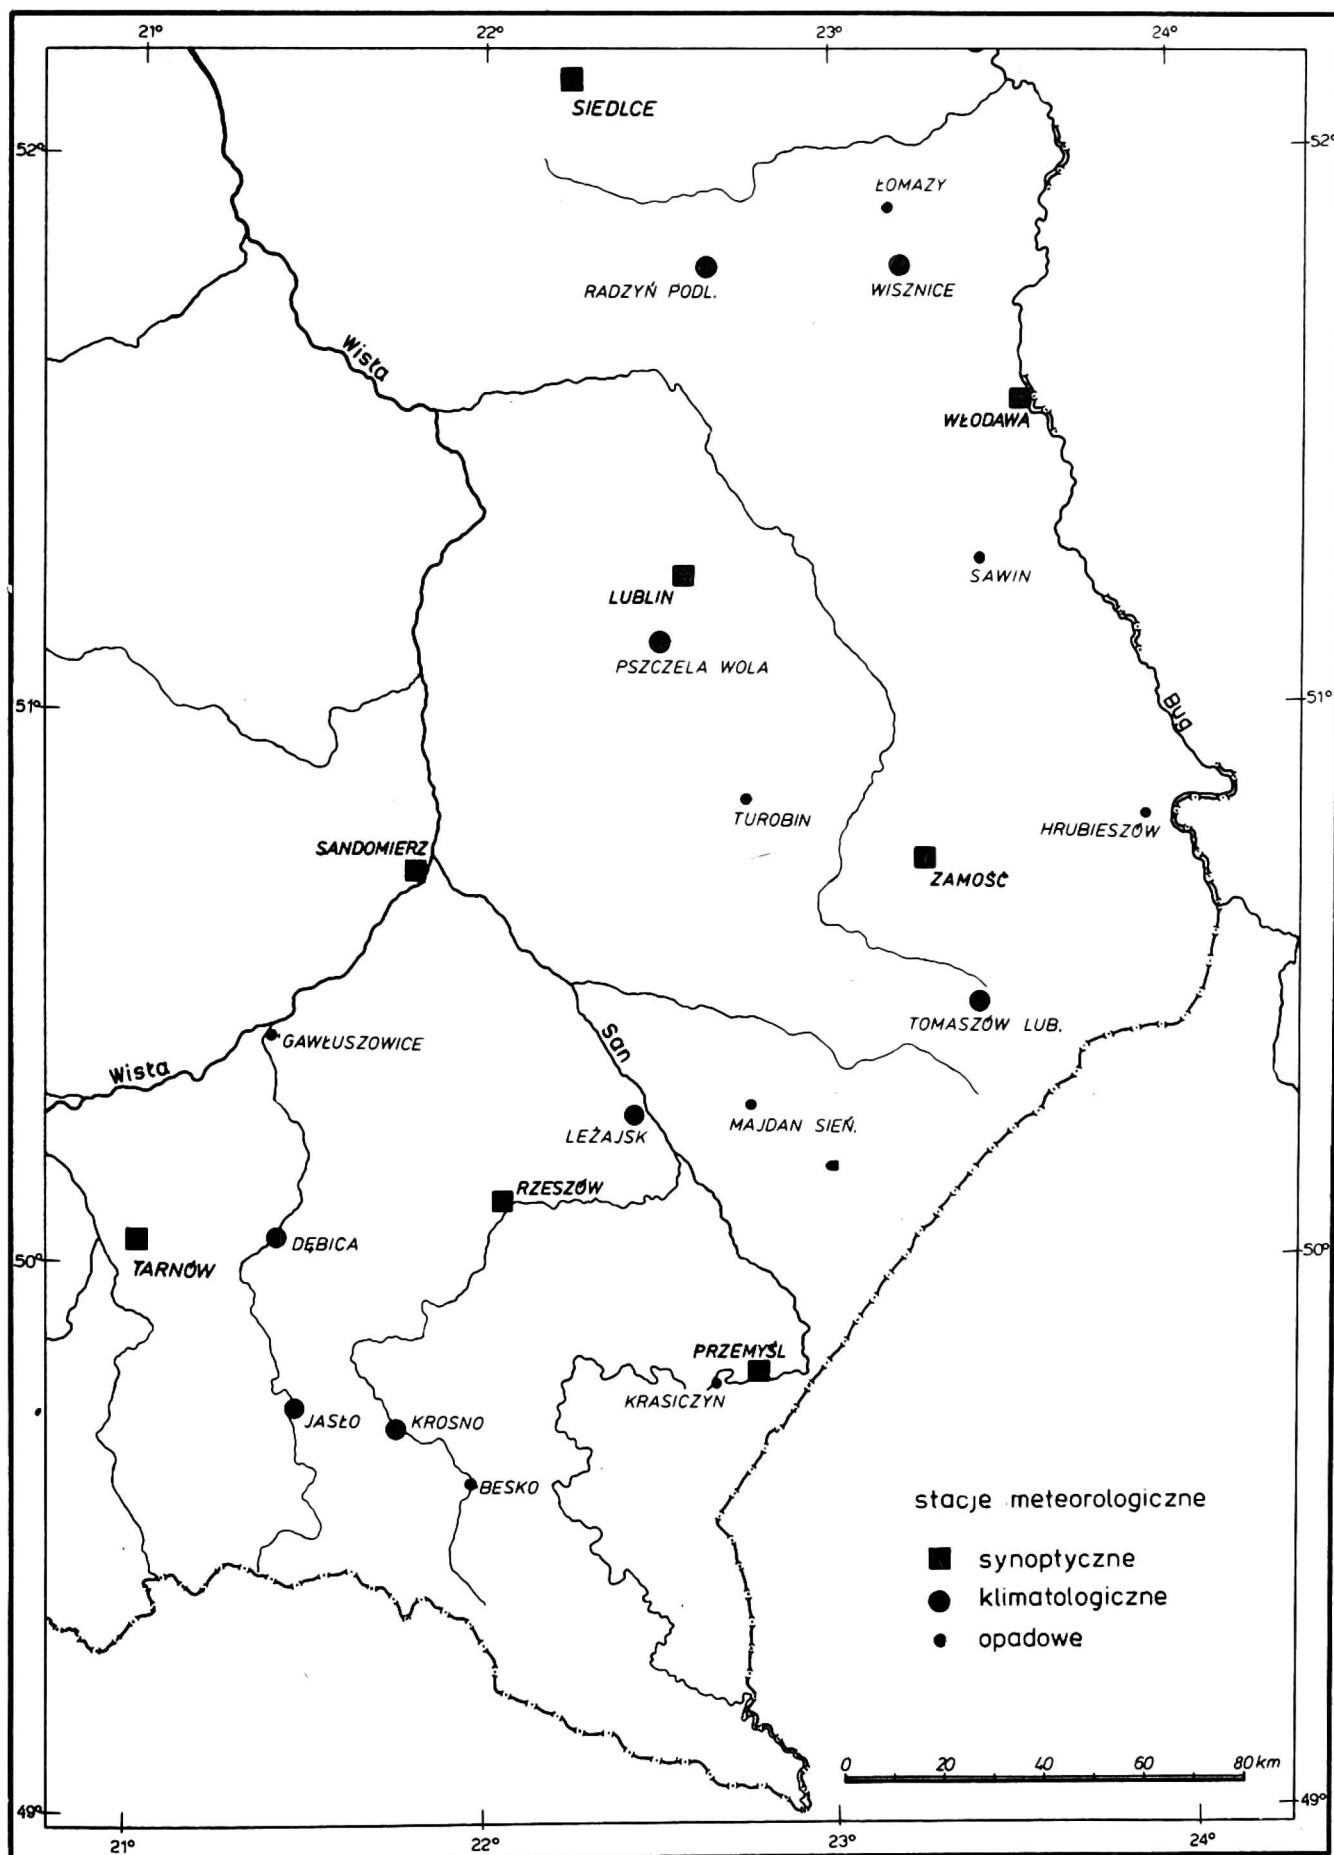 21° 22° 23° 24°
SIEDLCE
52° 52°
ŁOMAZY
RADZYŃ PODL. WISZNICE
Wisła
WŁODAWA
SAWIN
LUBLIN
PSZCZELA WOLA
51° 51°
Bug
TUROBIN
HRUBIESZÓW
SANDOMIERZ
ZAMOŚĆ
TOMASZÓW LUB.
GAWŁUSZOWICE
San
Wisła
MAJDAN SIEŃ.
LEŻAJSK
RZESZÓW
DĘBICA
50° 50°
TARNÓW
PRZEMYŚL
KRASICZYN
JASŁO KROSNO
BESKO
stacje meteorologiczne
synoptyczne
klimatologiczne
opadowe
0 20 40 60 80 km
49° 49°
21° 22° 23° 24°